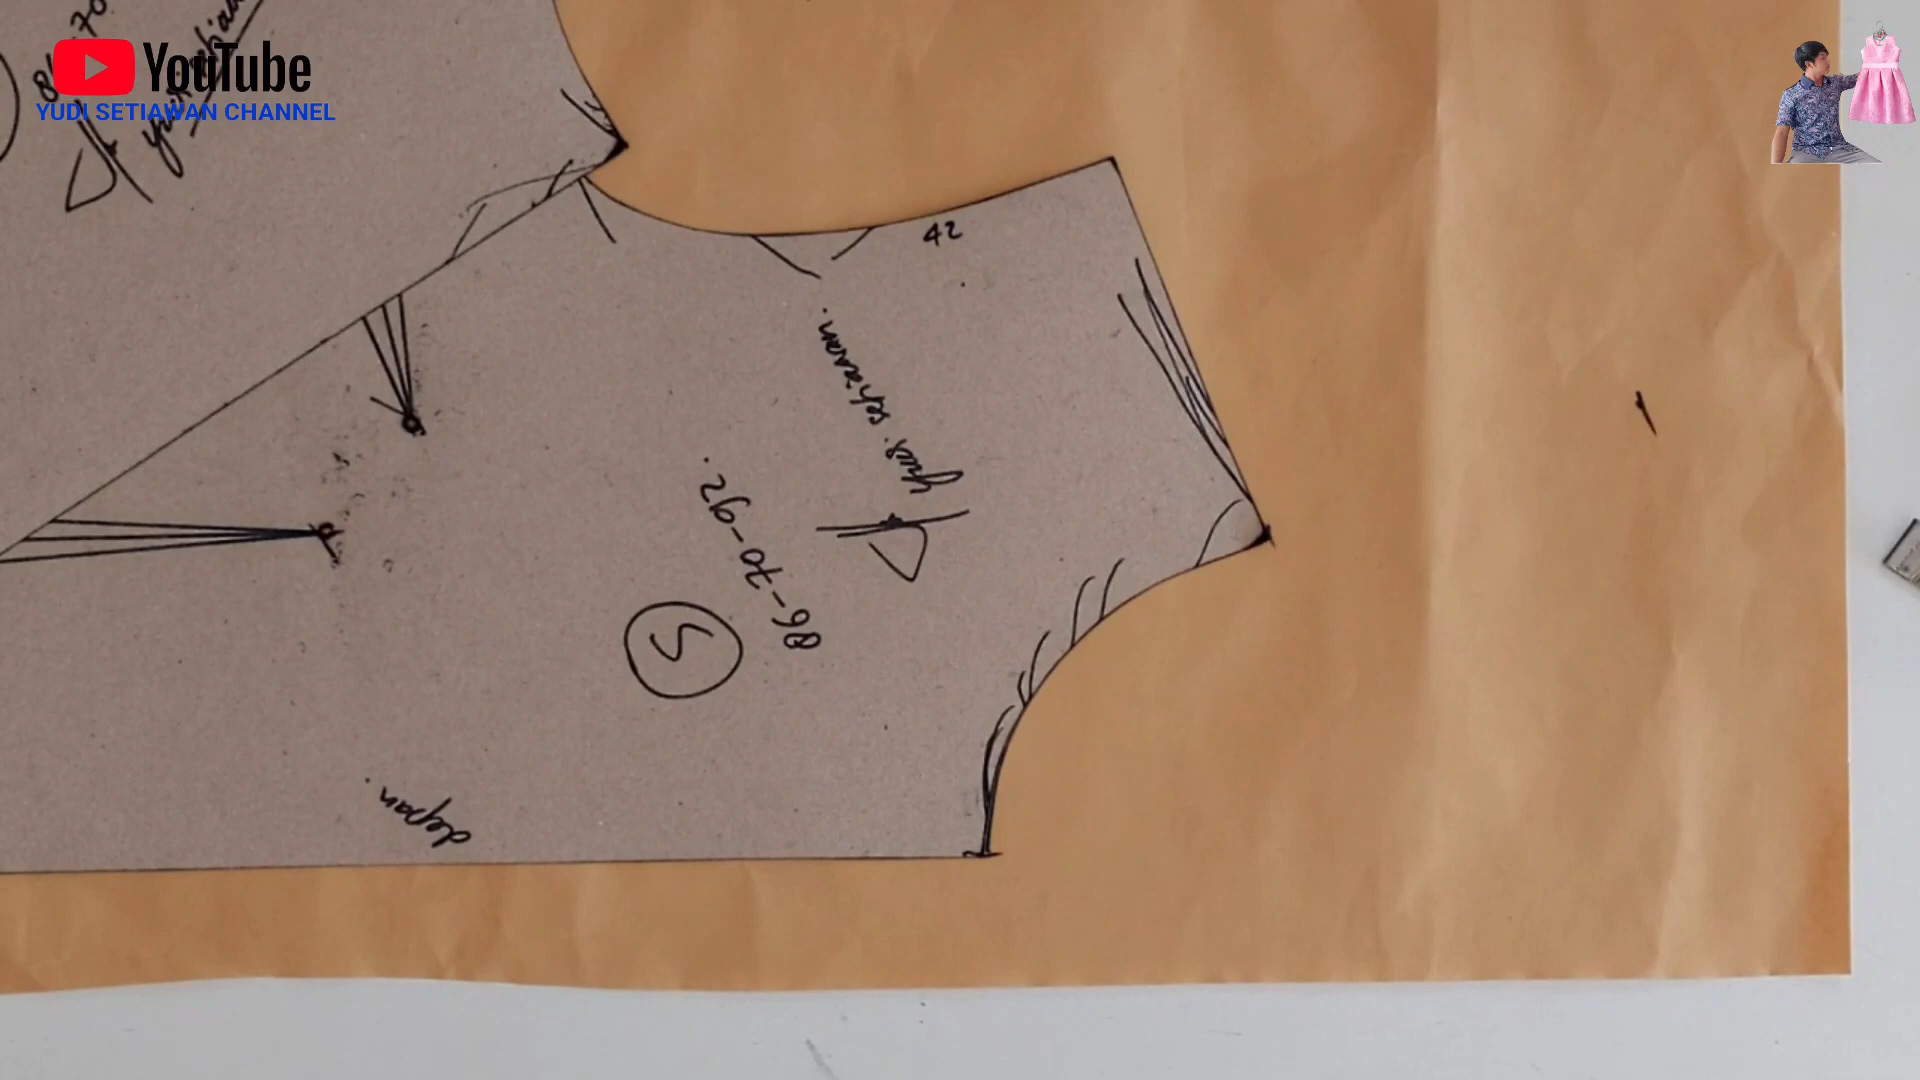 YouTube
YUDI SETIAWAN CHANNEL
42
yudi setiawan.
86-70-92.
S
depan.